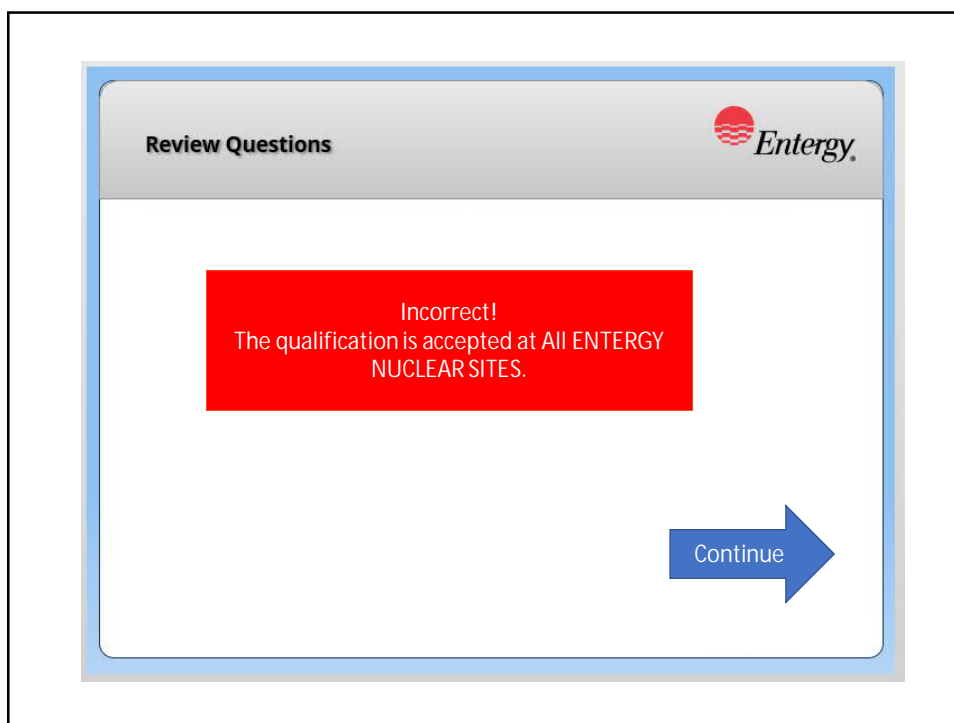 Review Questions
Entergy®
Incorrect!
The qualification is accepted at All ENTERGY
NUCLEAR SITES.
Continue